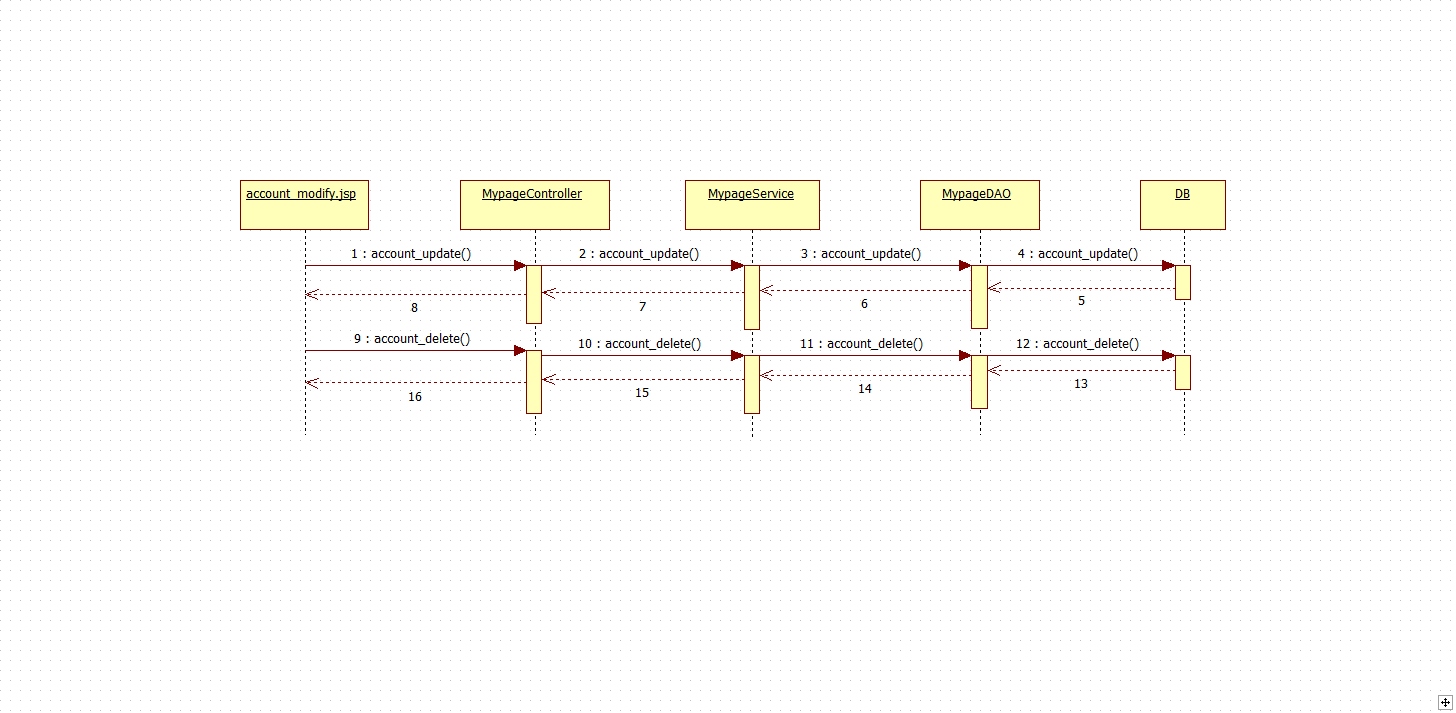 account_modify.jsp
MypageController
MypageService
MypageDAO
DB
1 : account_update()
2 : account_update()
3 : account_update()
4 : account_update()
8
7
6
5
9 : account_delete()
10 : account_delete()
11 : account_delete()
12 : account_delete()
16
15
14
13